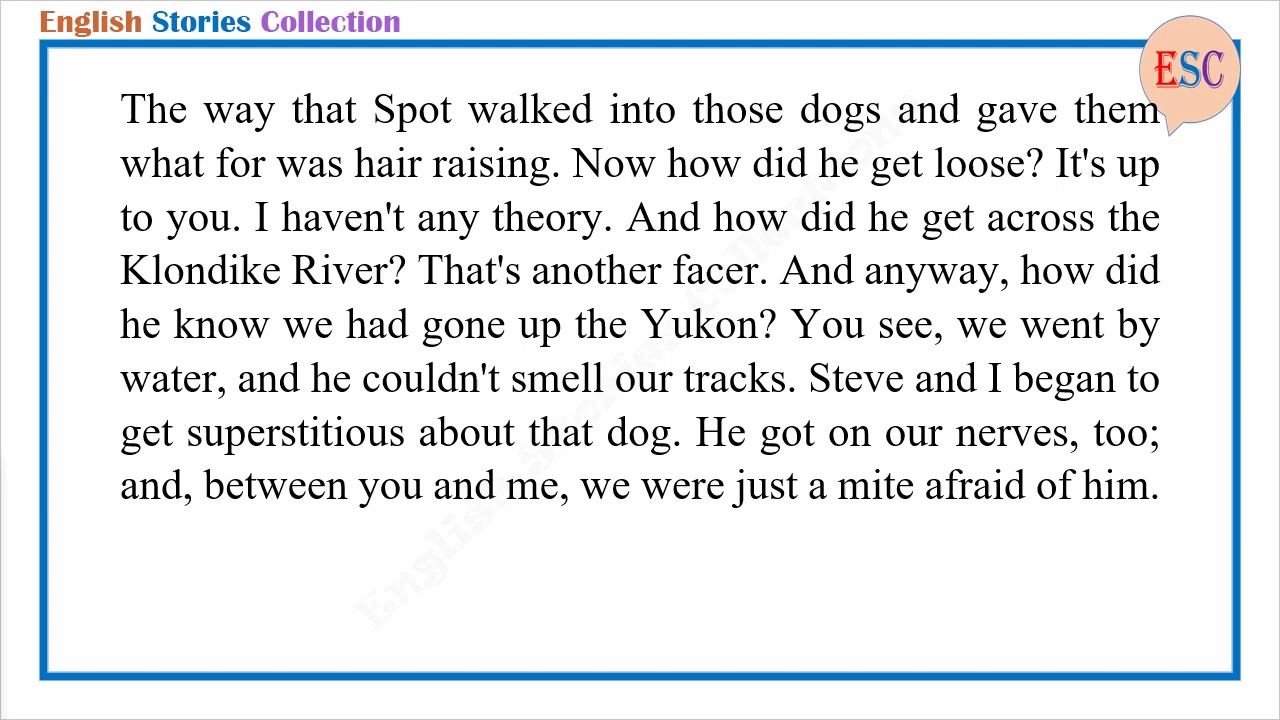 English Stories Collection
ESC
The way that Spot walked into those dogs and gave them
what for was hair raising. Now how did he get loose? It's up
to you. I haven't any theory. And how did he get across the
Klondike River? That's another facer. And anyway, how did
he know we had gone up the Yukon? You see, we went by
water, and he couldn't smell our tracks. Steve and I began to
get superstitious about that dog. He got on our nerves, too;
and, between you and me, we were just a mite afraid of him.